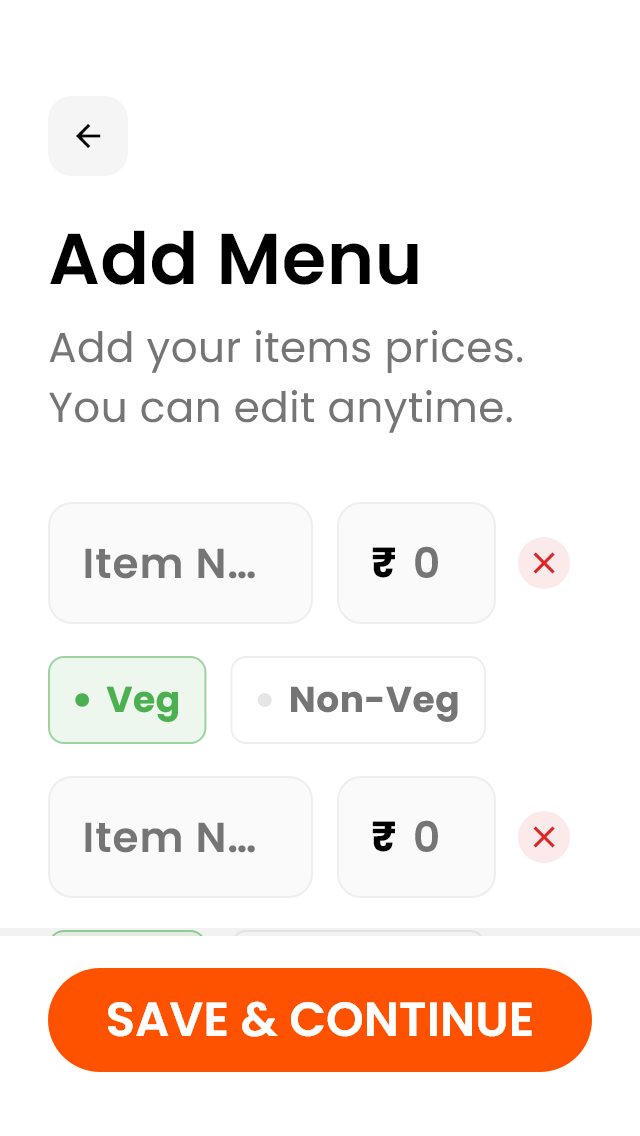 Add Menu
Add your items prices.
You can edit anytime.
Item N...
₹ 0
Veg
Non-Veg
Item N...
₹ 0
SAVE & CONTINUE